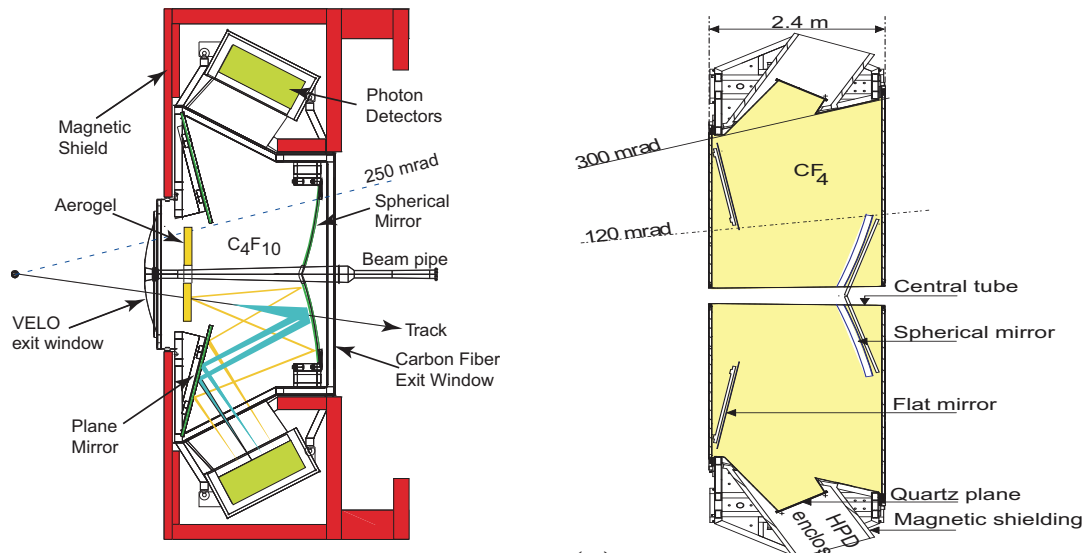 Photon
Detectors
Magnetic
Shield
250 mrad
Aerogel
Spherical
Mirror
C4F10
Beam pipe
VELO
exit window
Track
Carbon Fiber
Exit Window
Plane
Mirror
2.4 m
300 mrad
CF4
120 mrad
Central tube
Spherical mirror
Flat mirror
Quartz plane
Magnetic shielding
HPD